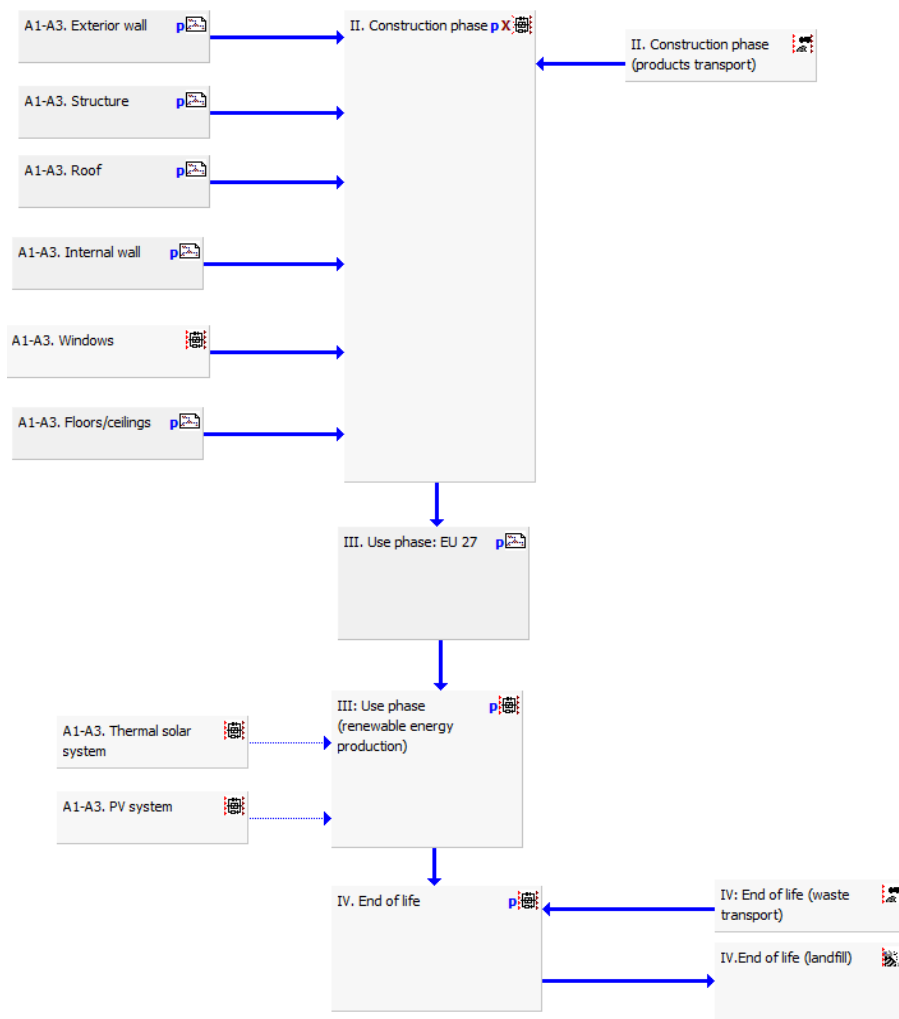 A1-A3. Exterior wall p
II. Construction phase p X
II. Construction phase
(products transport)
A1-A3. Structure p
A1-A3. Roof p
A1-A3. Internal wall p
A1-A3. Windows
A1-A3. Floors/ceilings p
III. Use phase: EU 27 p
III: Use phase p
(renewable energy
production)
A1-A3. Thermal solar
system
A1-A3. PV system
IV. End of life p
IV: End of life (waste
transport)
IV.End of life (landfill)